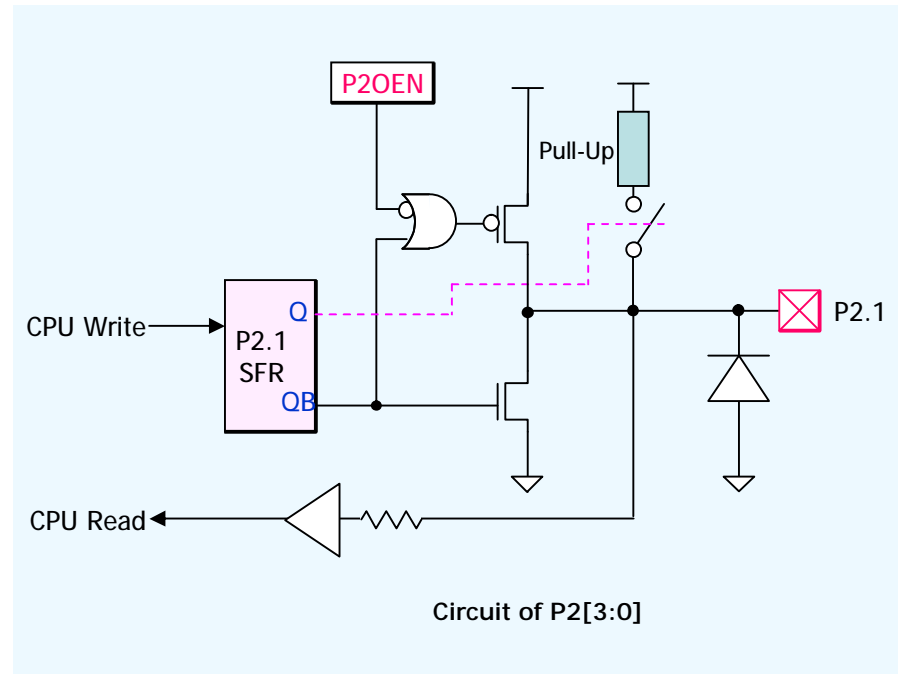 P2OEN
Pull-Up
Q
CPU Write
P2.1
P2.1
SFR
QB
CPU Read
Circuit of P2[3:0]